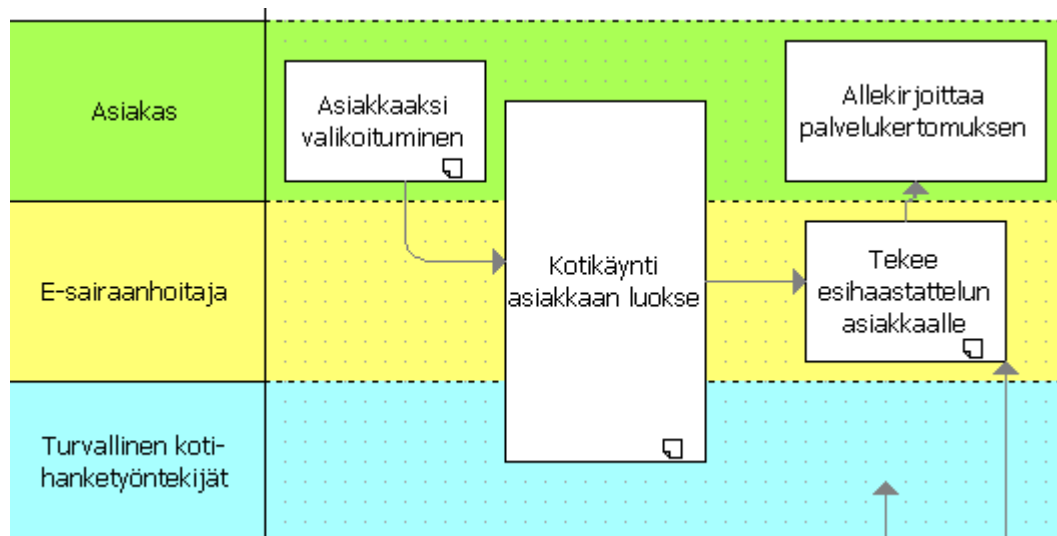 Asiakas
Asiakkaaksi
valikoituminen
Allekirjoittaa
palvelukertomuksen
E-sairaanhoitaja
Kotikäynti
asiakkaan luokse
Tekee
esihaastattelun
asiakkaalle
Turvallinen koti-
hanketyöntekijät